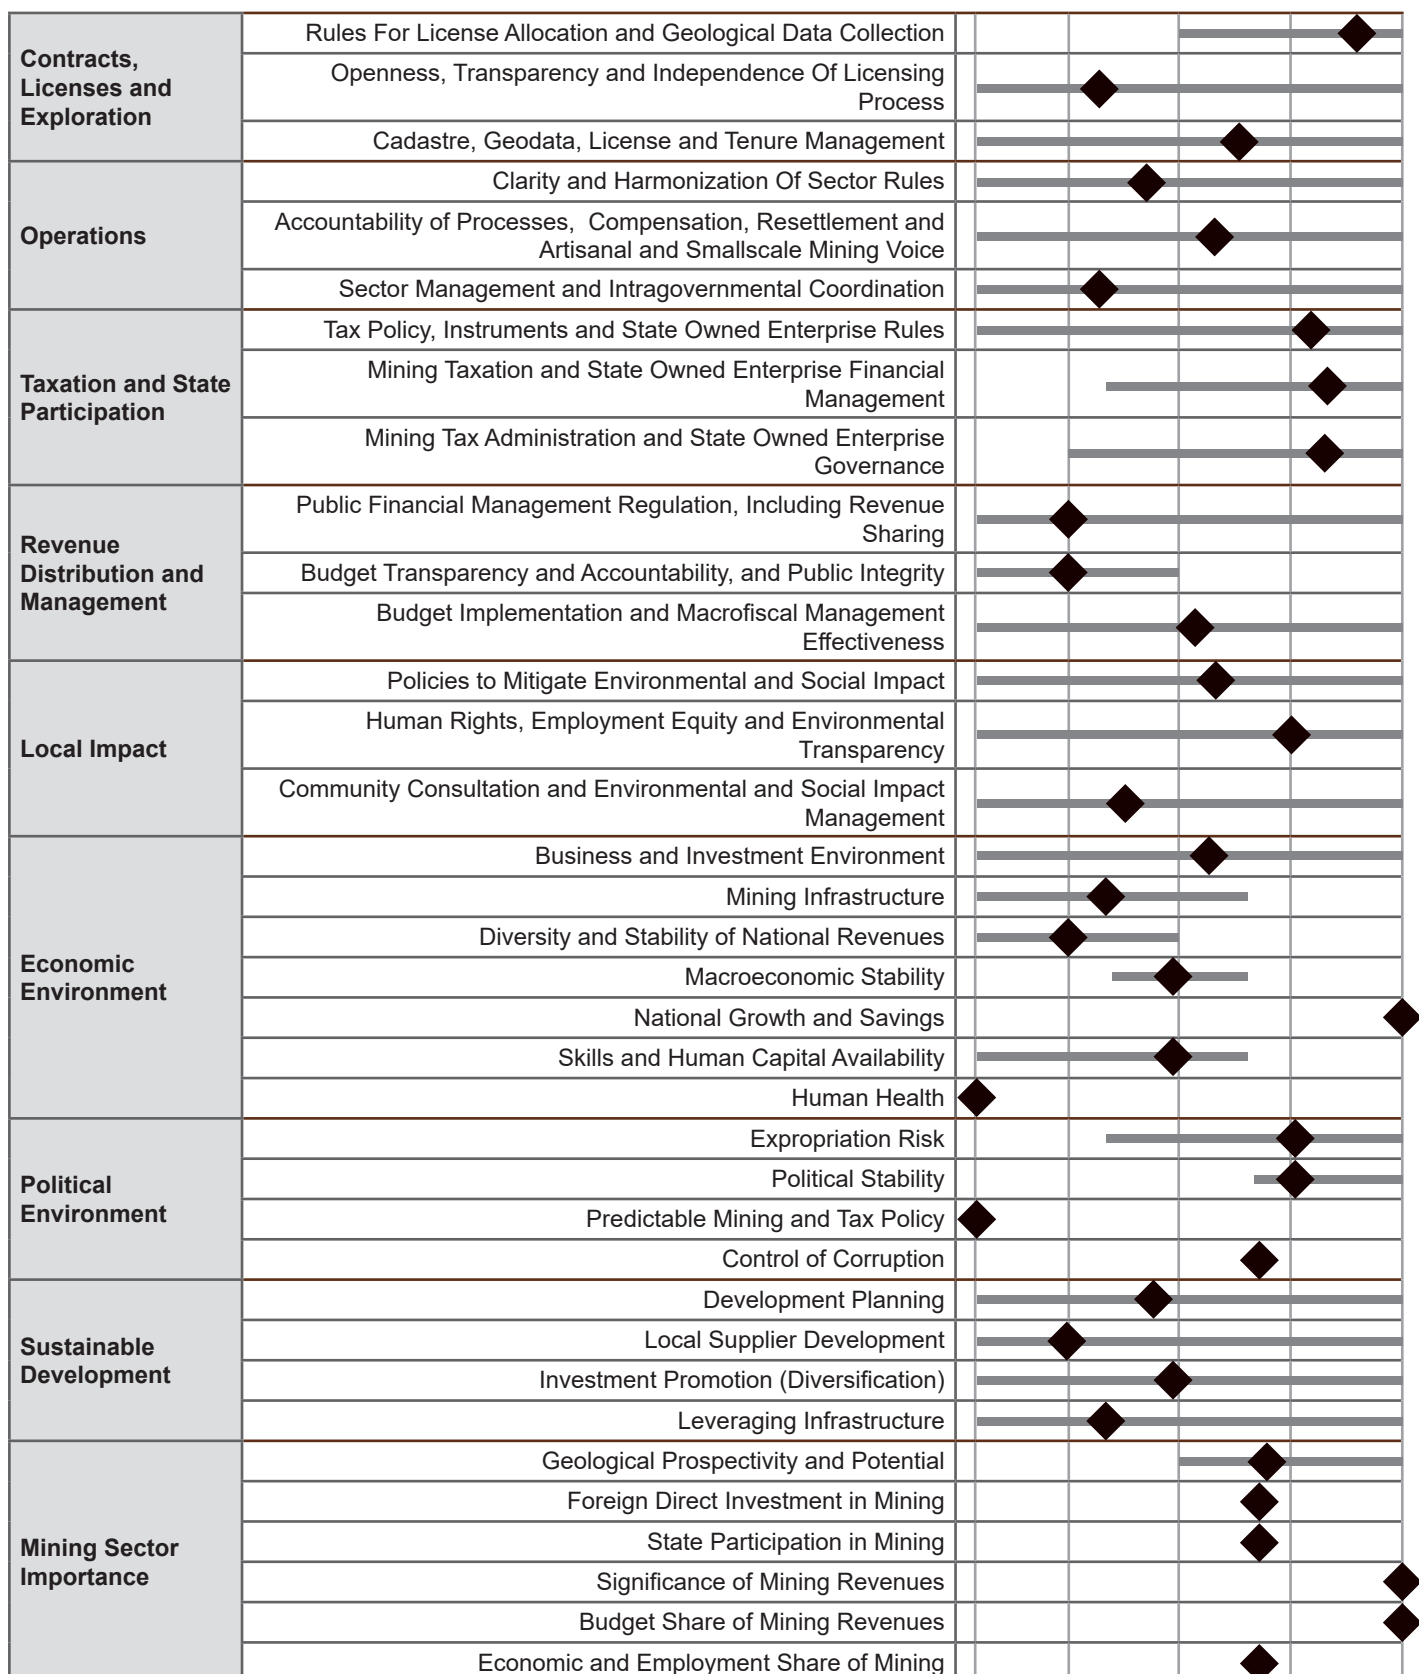 Contracts,
Licenses and
Exploration
Rules For License Allocation and Geological Data Collection
Openness, Transparency and Independence Of Licensing
Process
Cadastre, Geodata, License and Tenure Management
Operations
Clarity and Harmonization Of Sector Rules
Accountability of Processes,  Compensation, Resettlement and
Artisanal and Smallscale Mining Voice
Sector Management and Intragovernmental Coordination
Taxation and State
Participation
Tax Policy, Instruments and State Owned Enterprise Rules
Mining Taxation and State Owned Enterprise Financial
Management
Mining Tax Administration and State Owned Enterprise
Governance
Revenue
Distribution and
Management
Public Financial Management Regulation, Including Revenue
Sharing
Budget Transparency and Accountability, and Public Integrity
Budget Implementation and Macrofiscal Management
Effectiveness
Local Impact
Policies to Mitigate Environmental and Social Impact
Human Rights, Employment Equity and Environmental
Transparency
Community Consultation and Environmental and Social Impact
Management
Economic
Environment
Business and Investment Environment
Mining Infrastructure
Diversity and Stability of National Revenues
Macroeconomic Stability
National Growth and Savings
Skills and Human Capital Availability
Human Health
Political
Environment
Expropriation Risk
Political Stability
Predictable Mining and Tax Policy
Control of Corruption
Sustainable
Development
Development Planning
Local Supplier Development
Investment Promotion (Diversification)
Leveraging Infrastructure
Mining Sector
Importance
Geological Prospectivity and Potential
Foreign Direct Investment in Mining
State Participation in Mining
Significance of Mining Revenues
Budget Share of Mining Revenues
Economic and Employment Share of Mining